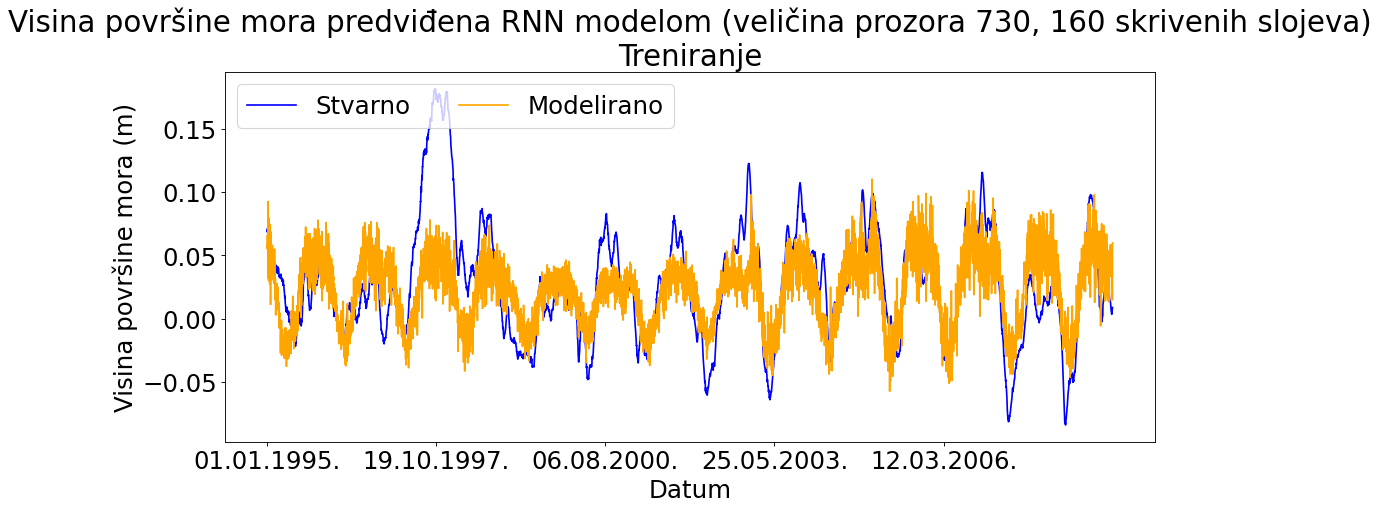 Visina površine mora predviđena RNN modelom (veličina prozora 730, 160 skrivenih slojeva)
Treniranje
Stvarno Modelirano
Visina površine mora (m)
0.15
0.10
0.05
0.00
−0.05
01.01.1995. 19.10.1997. 06.08.2000. 25.05.2003. 12.03.2006.
Datum